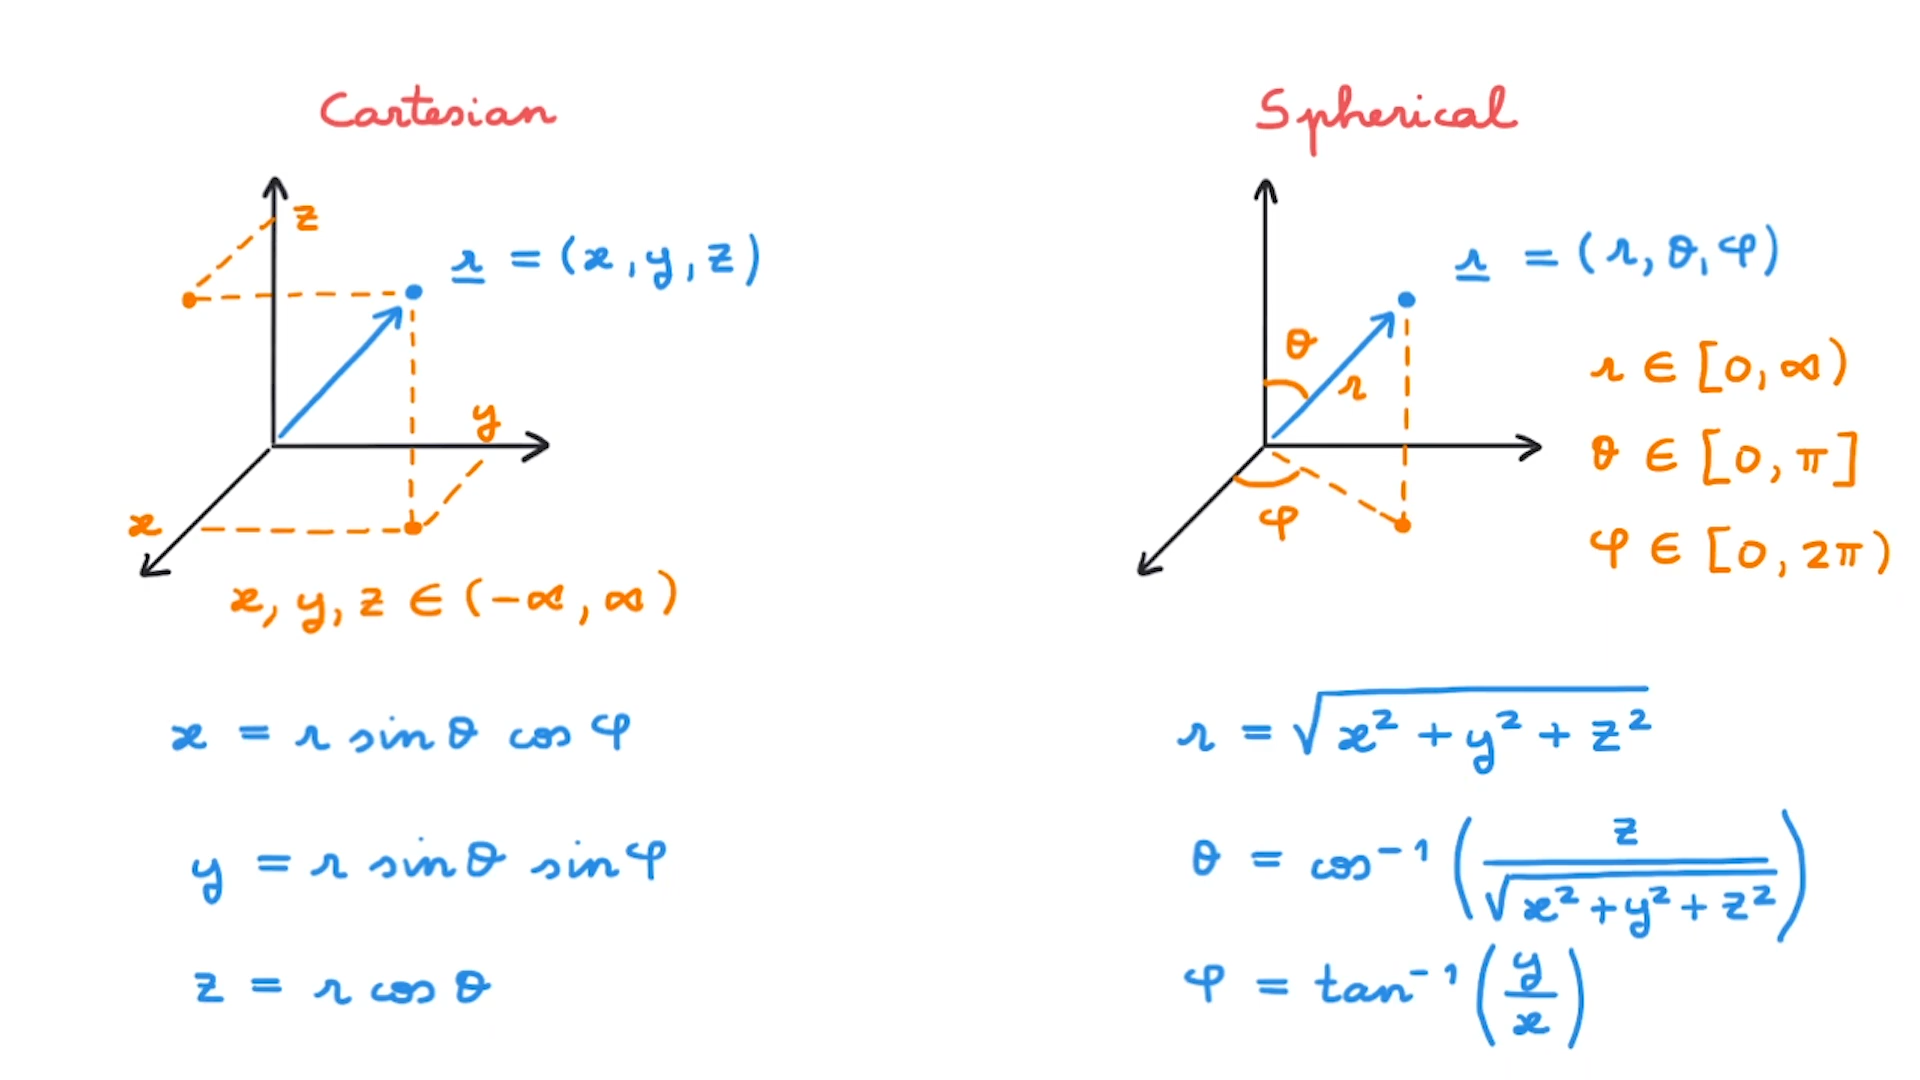 Cartesian
z
r = (x, y, z)
y
x
x, y, z ∈ (-∞, ∞)
x = r sin θ cos φ
y = r sin θ sin φ
z = r cos θ
Spherical
r = (r, θ, φ)
θ
r
φ
r ∈ [0, ∞)
θ ∈ [0, π]
φ ∈ [0, 2π)
r = √(x² + y² + z²)
θ = cos⁻¹ (z / √(x² + y² + z²))
φ = tan⁻¹ (y / x)